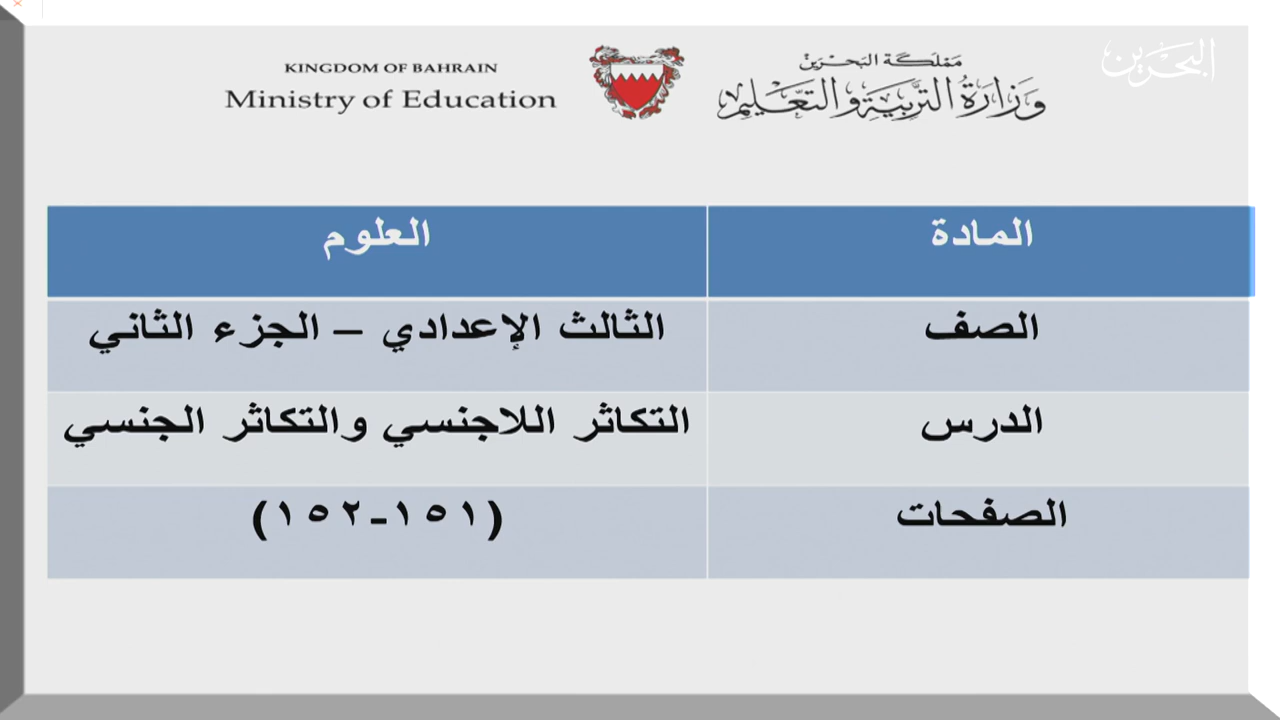 البحرين
مملكة البحرين
وزارة التربية والتعليم
KINGDOM OF BAHRAIN
Ministry of Education
المادة العلوم
الصف الثالث الإعدادي – الجزء الثاني
الدرس التكاثر اللاجنسي والتكاثر الجنسي
الصفحات (١٥١-١٥٢)